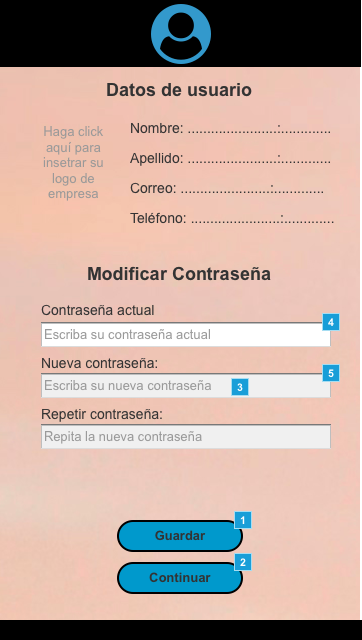 Datos de usuario
Haga click
aquí para
insetrar su
logo de
empresa
Nombre: .......................:.............
Apellido: .......................:.............
Correo: .......................:.............
Teléfono: .......................:.............
Modificar Contraseña
Contraseña actual
4
Escriba su contraseña actual
Nueva contraseña:
5
Escriba su nueva contraseña
3
Repetir contraseña:
Repita la nueva contraseña
1
Guardar
2
Continuar